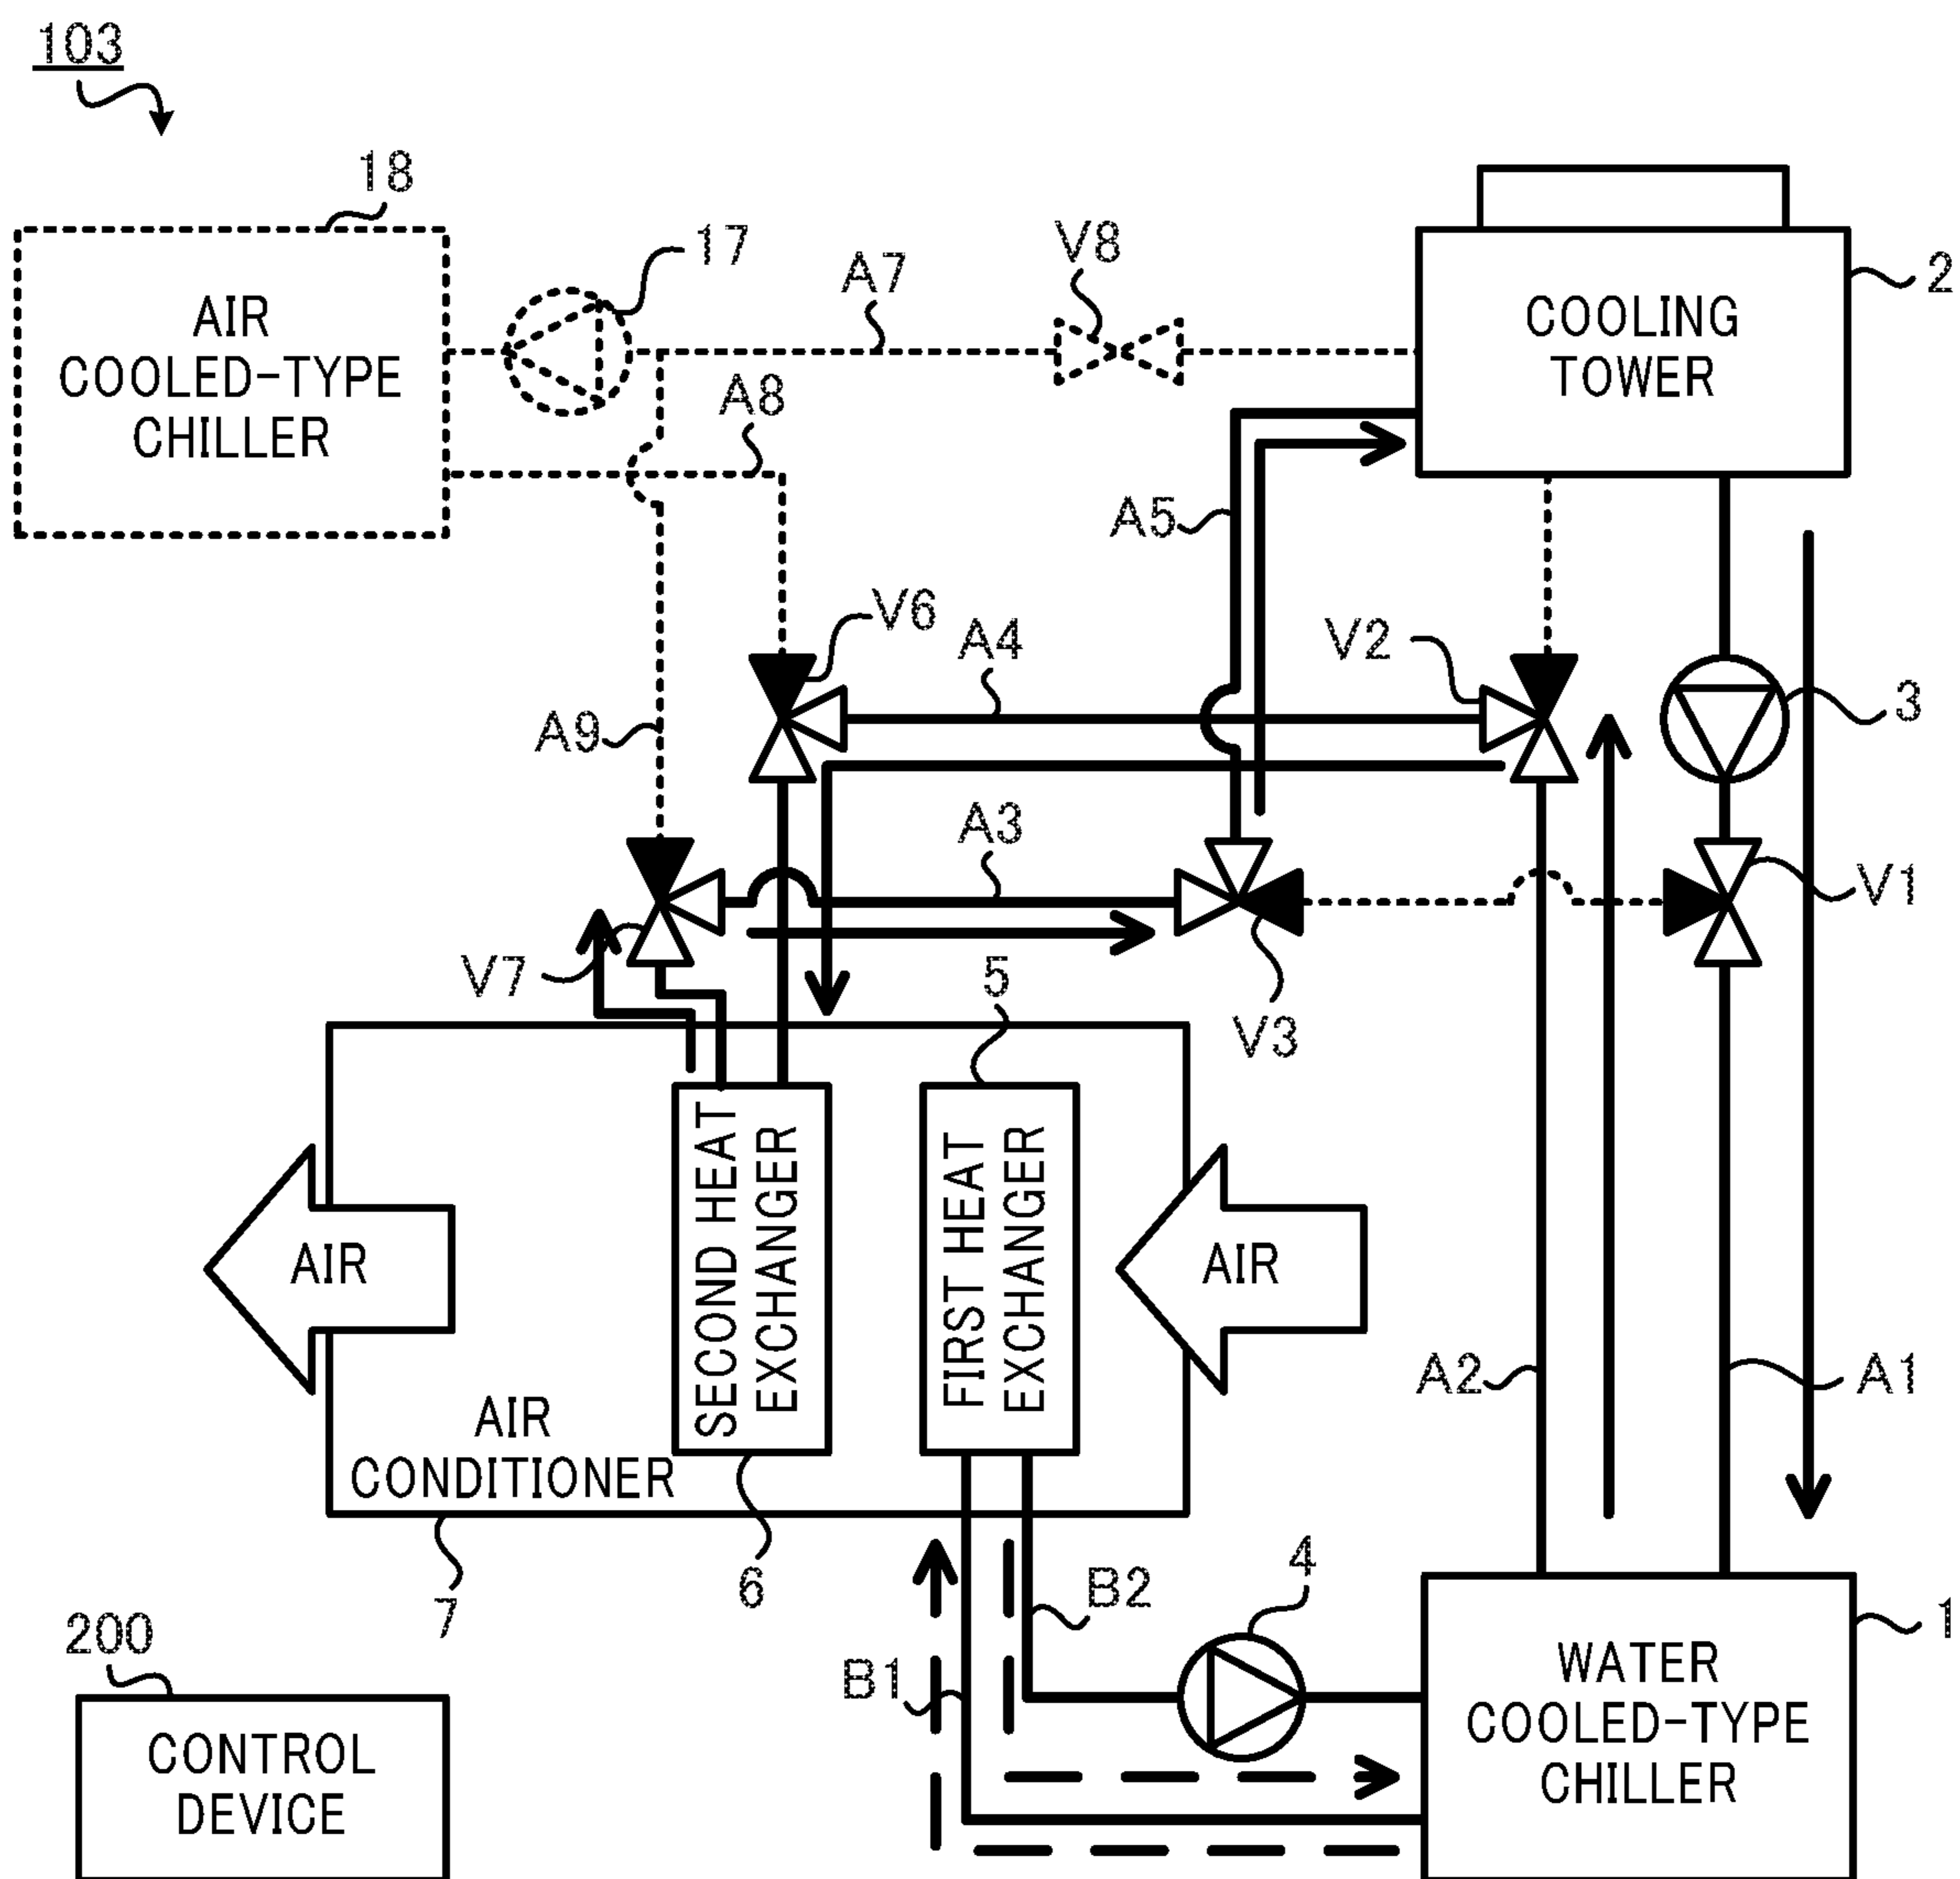 103
18
AIR
COOLED-TYPE
CHILLER
17
A7
V8
2
COOLING
TOWER
A8
A5
V6
A4
V2
3
A9
A3
V1
V7
5
V3
SECOND HEAT
EXCHANGER
FIRST HEAT
EXCHANGER
AIR
AIR
A2
A1
AIR
CONDITIONER
7
6
B2
4
1
B1
WATER
COOLED-TYPE
CHILLER
200
CONTROL
DEVICE